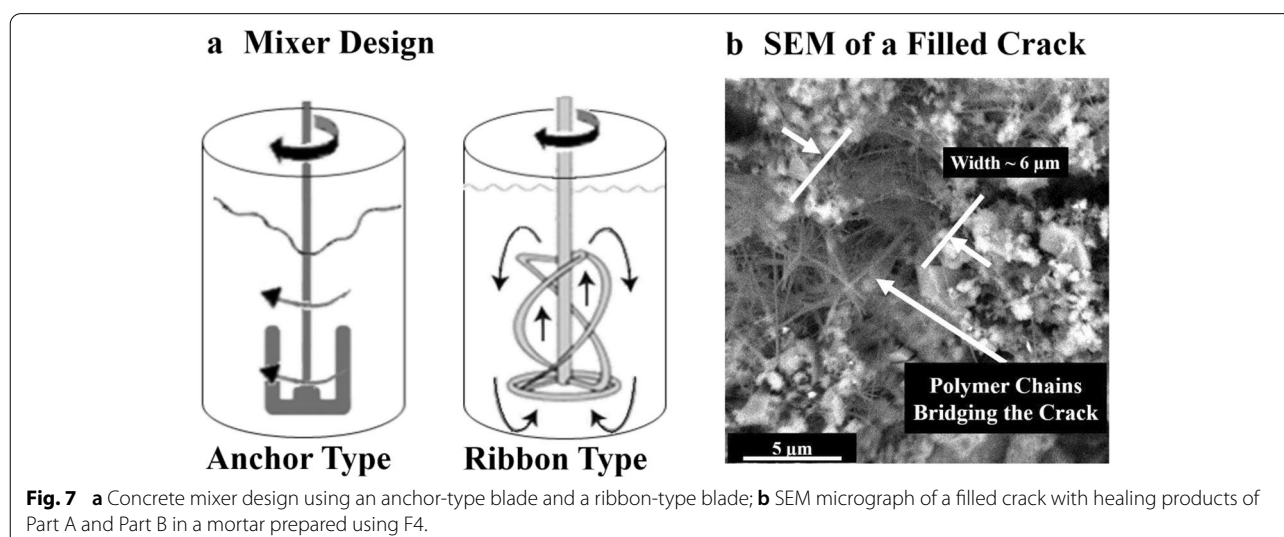 a Mixer Design
Anchor Type
Ribbon Type
b SEM of a Filled Crack
Width ~ 6 µm
Polymer Chains
Bridging the Crack
5 µm
Fig. 7 a Concrete mixer design using an anchor-type blade and a ribbon-type blade; b SEM micrograph of a filled crack with healing products of
Part A and Part B in a mortar prepared using F4.